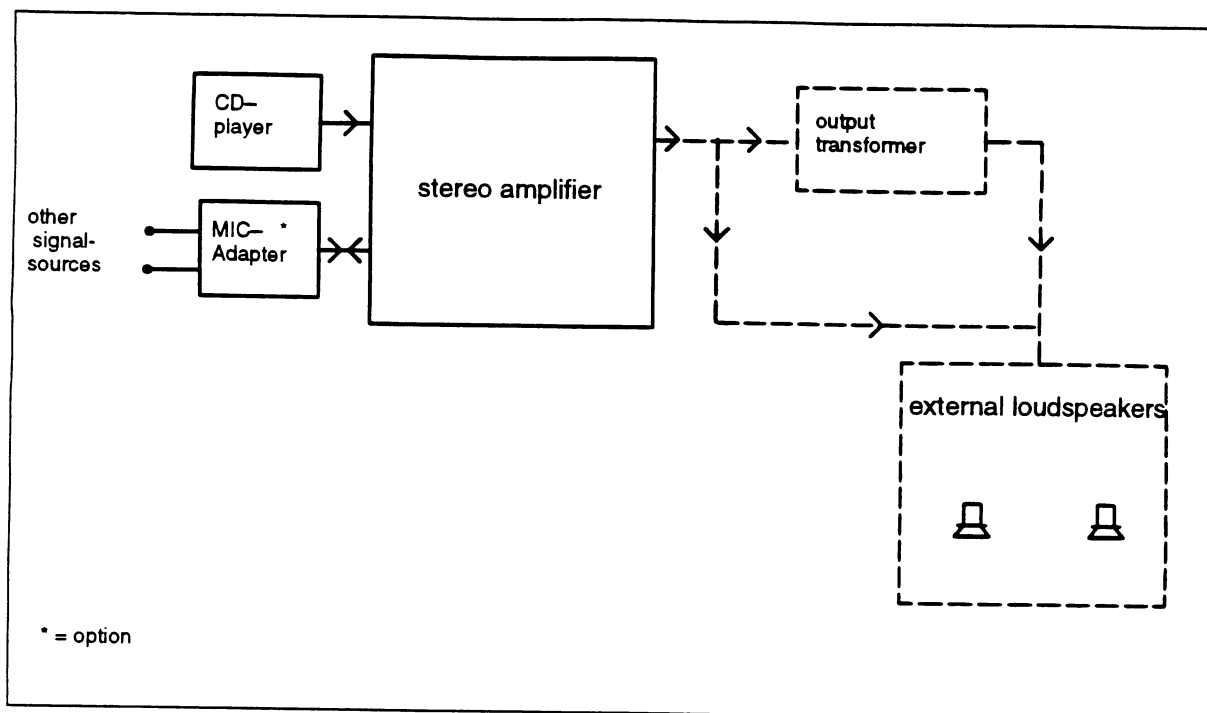 CD–
player
stereo amplifier
output
transformer
other
signal-
sources
MIC– *
Adapter
external loudspeakers
* = option